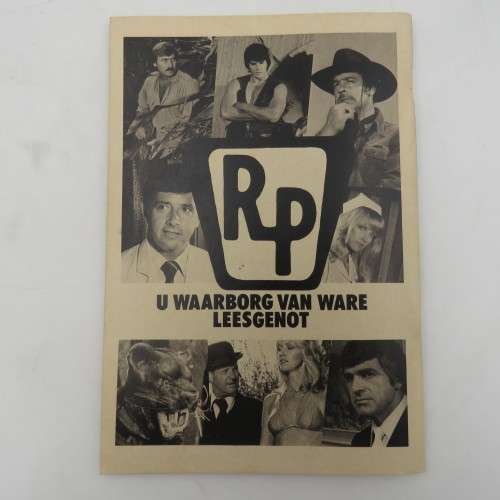 RP
U WAARBORG VAN WARE
LEESGENOT